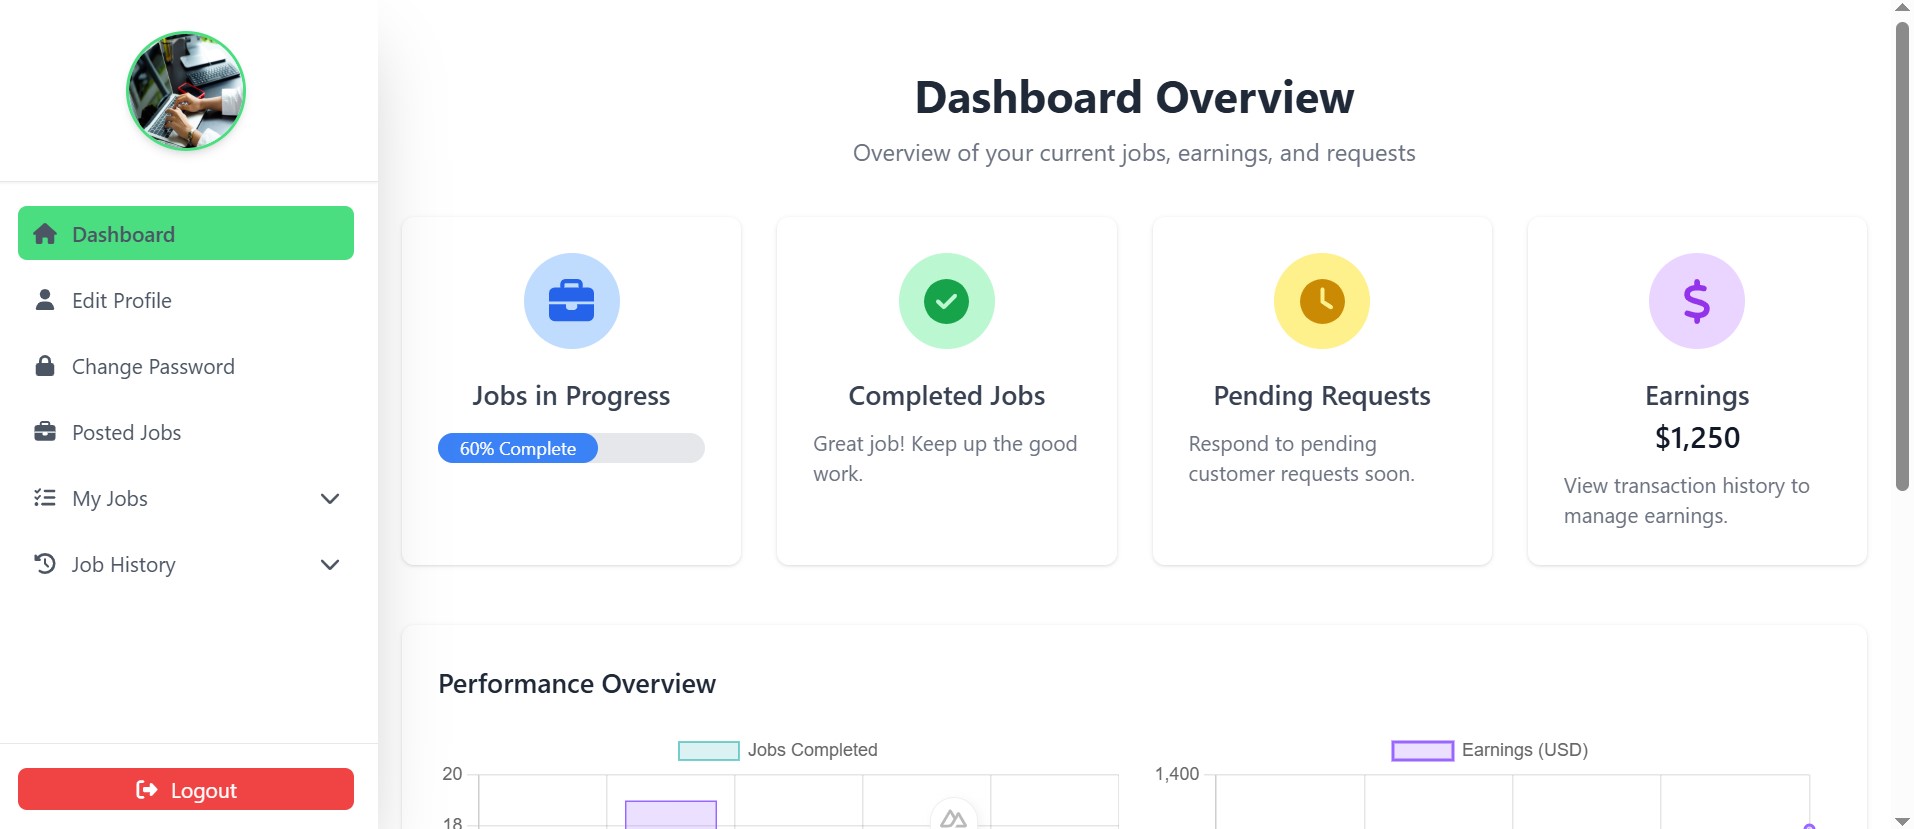 Dashboard
Edit Profile
Change Password
Posted Jobs
My Jobs
Job History
Logout
Dashboard Overview
Overview of your current jobs, earnings, and requests
Jobs in Progress
60% Complete
Completed Jobs
Great job! Keep up the good
work.
Pending Requests
Respond to pending
customer requests soon.
Earnings
$1,250
View transaction history to
manage earnings.
Performance Overview
Jobs Completed
20
18
Earnings (USD)
1,400